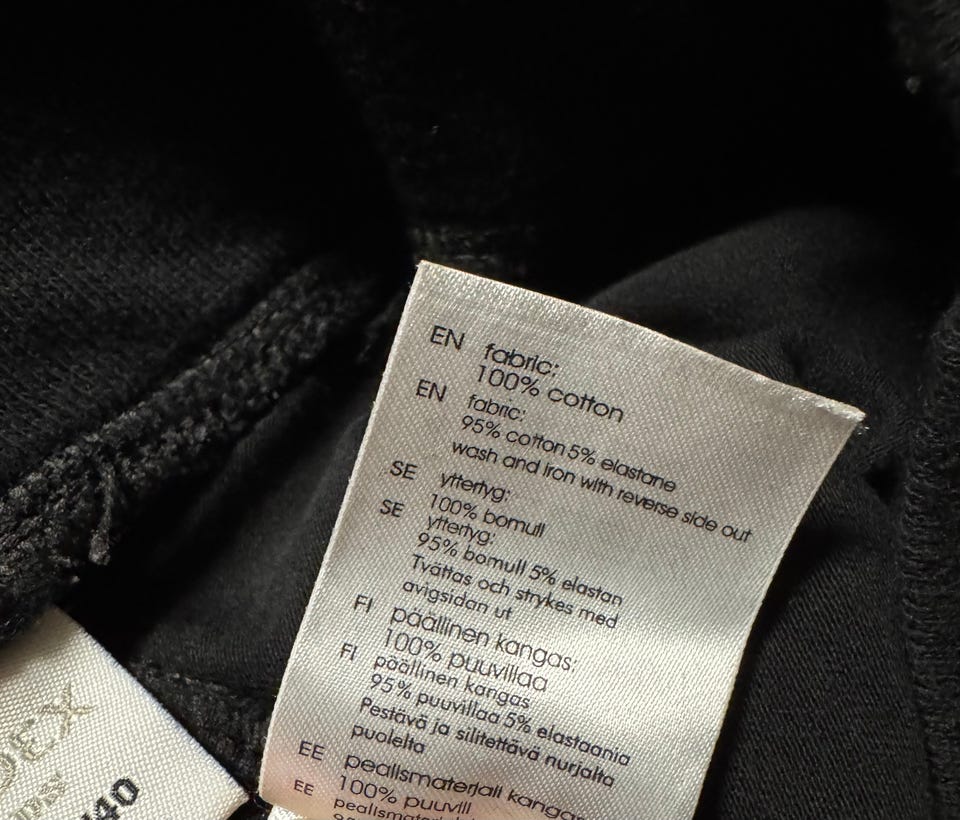 EN fabric:
100% cotton
EN fabric:
95% cotton 5% elastane
wash and iron with reverse side out
SE yttertyg:
100% bomull
SE yttertyg:
95% bomull 5% elastan
Tvättas och strykes med
avigsidan ut
FI päällinen kangas:
100% puuvillaa
FI päällinen kangas
95% puuvillaa 5% elastaania
Pestävä ja silitettävä nurjalta
puolelta
EE pealismaterjali kangas
100% puuvill
EE
140